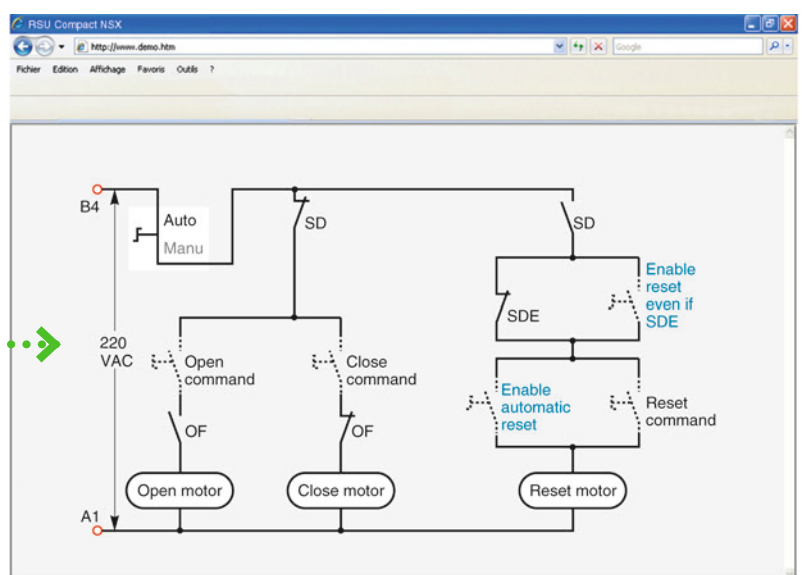 RSU Compact NSX
http://www.demo.htm
Google
Fichier Edition Affichage Favoris Outils ?
B4
Auto
Manu
SD
SD
Enable
reset
even if
SDE
SDE
220
VAC
Open
command
Close
command
Enable
automatic
reset
Reset
command
OF
OF
Open motor
Close motor
Reset motor
A1